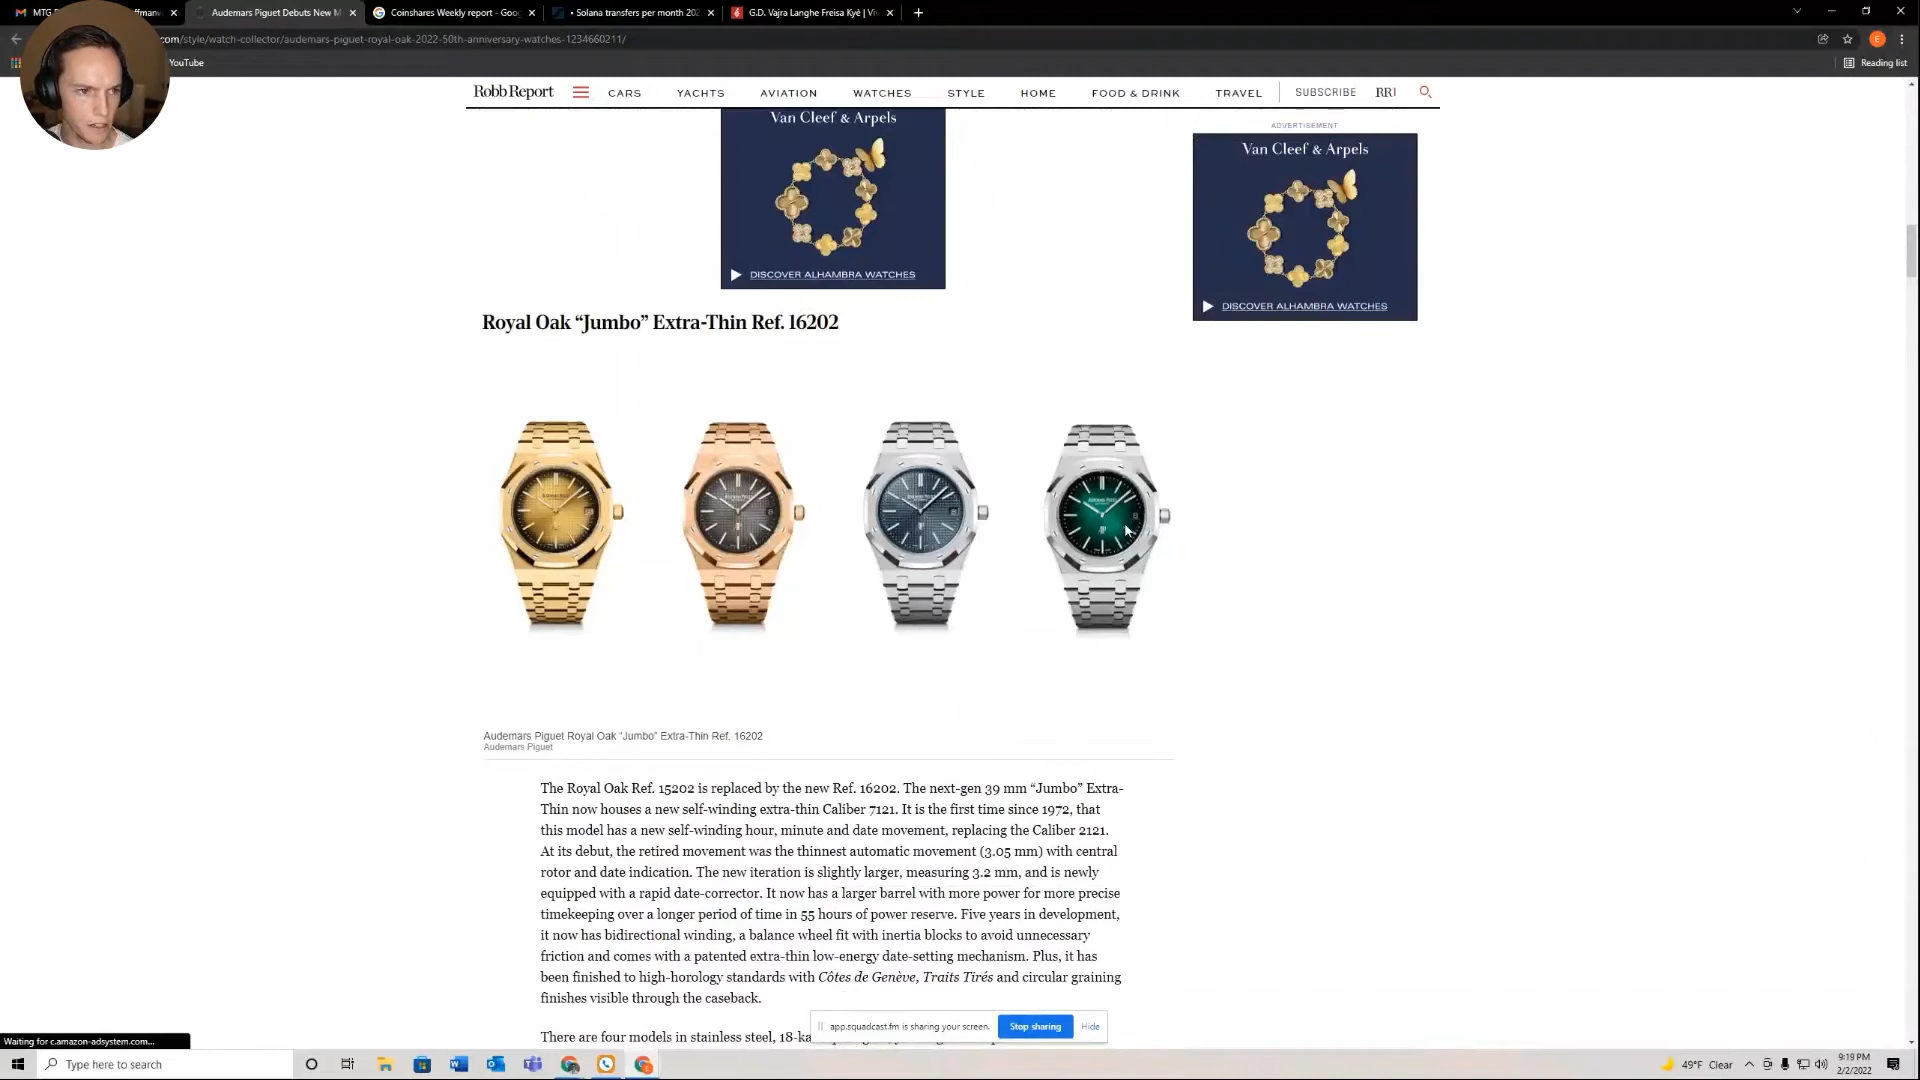 MTG
ffmanv
Audemars Piguet Debuts New M
Coinshares Weekly report - Goog
• Solana transfers per month 202
G.D. Vajra Langhe Freisa Kyè | Viv
com/style/watch-collector/audemars-piguet-royal-oak-2022-50th-anniversary-watches-1234660211/
E
YouTube
Reading list
Robb Report
CARS
YACHTS
AVIATION
WATCHES
STYLE
HOME
FOOD & DRINK
TRAVEL
SUBSCRIBE
RR1
Van Cleef & Arpels
DISCOVER ALHAMBRA WATCHES
ADVERTISEMENT
Van Cleef & Arpels
DISCOVER ALHAMBRA WATCHES
Royal Oak “Jumbo” Extra-Thin Ref. 16202
Audemars Piguet Royal Oak “Jumbo” Extra-Thin Ref. 16202
Audemars Piguet
The Royal Oak Ref. 15202 is replaced by the new Ref. 16202. The next-gen 39 mm “Jumbo” Extra-
Thin now houses a new self-winding extra-thin Caliber 7121. It is the first time since 1972, that
this model has a new self-winding hour, minute and date movement, replacing the Caliber 2121.
At its debut, the retired movement was the thinnest automatic movement (3.05 mm) with central
rotor and date indication. The new iteration is slightly larger, measuring 3.2 mm, and is newly
equipped with a rapid date-corrector. It now has a larger barrel with more power for more precise
timekeeping over a longer period of time in 55 hours of power reserve. Five years in development,
it now has bidirectional winding, a balance wheel fit with inertia blocks to avoid unnecessary
friction and comes with a patented extra-thin low-energy date-setting mechanism. Plus, it has
been finished to high-horology standards with Côtes de Genève, Traits Tirés and circular graining
finishes visible through the caseback.
There are four models in stainless steel, 18-ka
app.squadcast.fm is sharing your screen.
Stop sharing
Hide
Waiting for c.amazon-adsystem.com...
Type here to search
49°F Clear
9:19 PM
2/2/2022